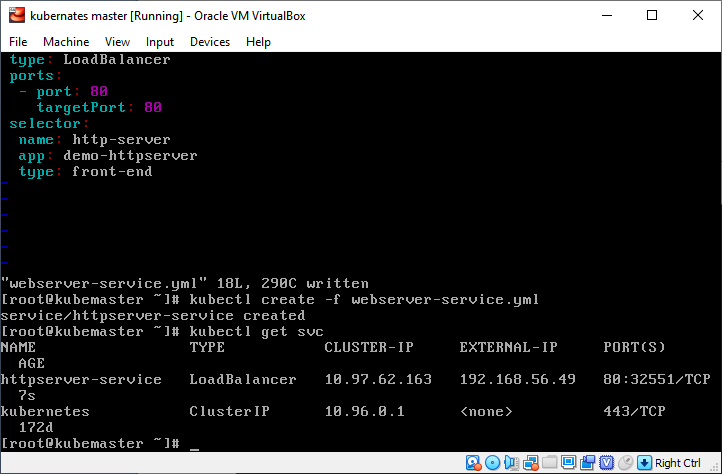 kubernates master [Running] - Oracle VM VirtualBox
File Machine View Input Devices Help
type: LoadBalancer
ports:
- port: 80
targetPort: 80
selector:
name: http-server
app: demo-httpserver
type: front-end
~
~
~
~
~
~
"webserver-service.yml" 18L, 290C written
[root@kubemaster ~]# kubectl create -f webserver-service.yml
service/httpserver-service created
[root@kubemaster ~]# kubectl get svc
NAME TYPE CLUSTER-IP EXTERNAL-IP PORT(S)
AGE
httpserver-service LoadBalancer 10.97.62.163 192.168.56.49 80:32551/TCP
7s
kubernetes ClusterIP 10.96.0.1 <none> 443/TCP
172d
[root@kubemaster ~]# _
Right Ctrl